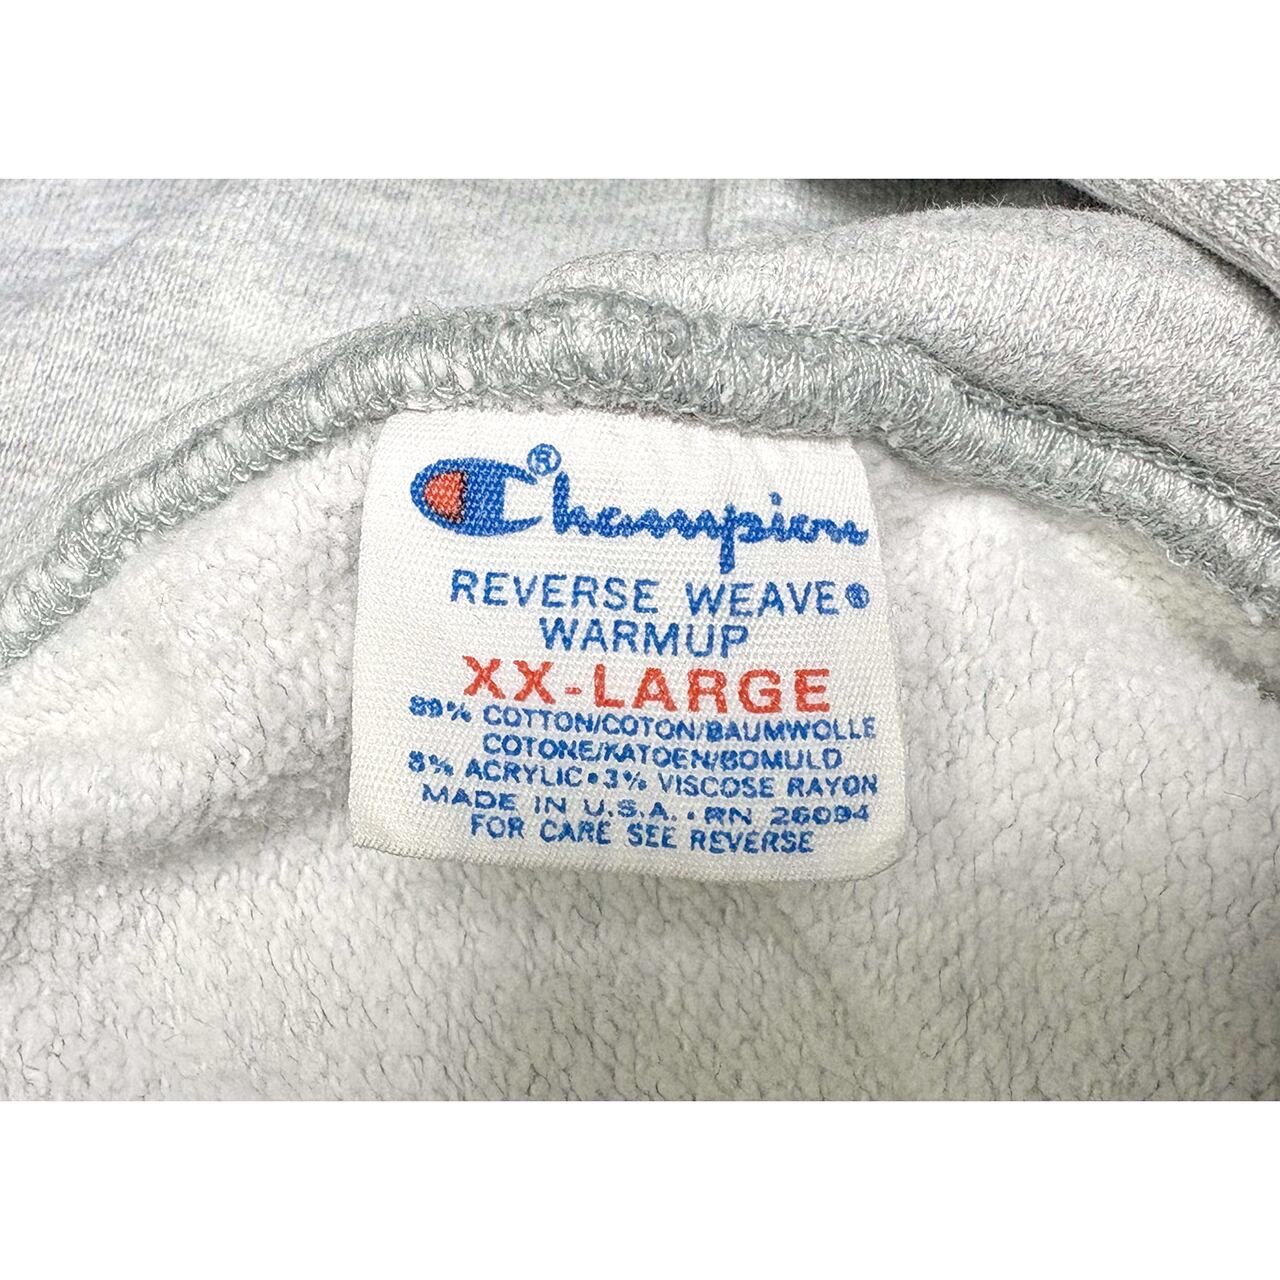 Champion®
REVERSE WEAVE®
WARMUP
XX-LARGE
89% COTTON/COTON/BAUMWOLLE
COTONE/KATOEN/BOMULD
8% ACRYLIC•3% VISCOSE RAYON
MADE IN U.S.A. • RN 26094
FOR CARE SEE REVERSE